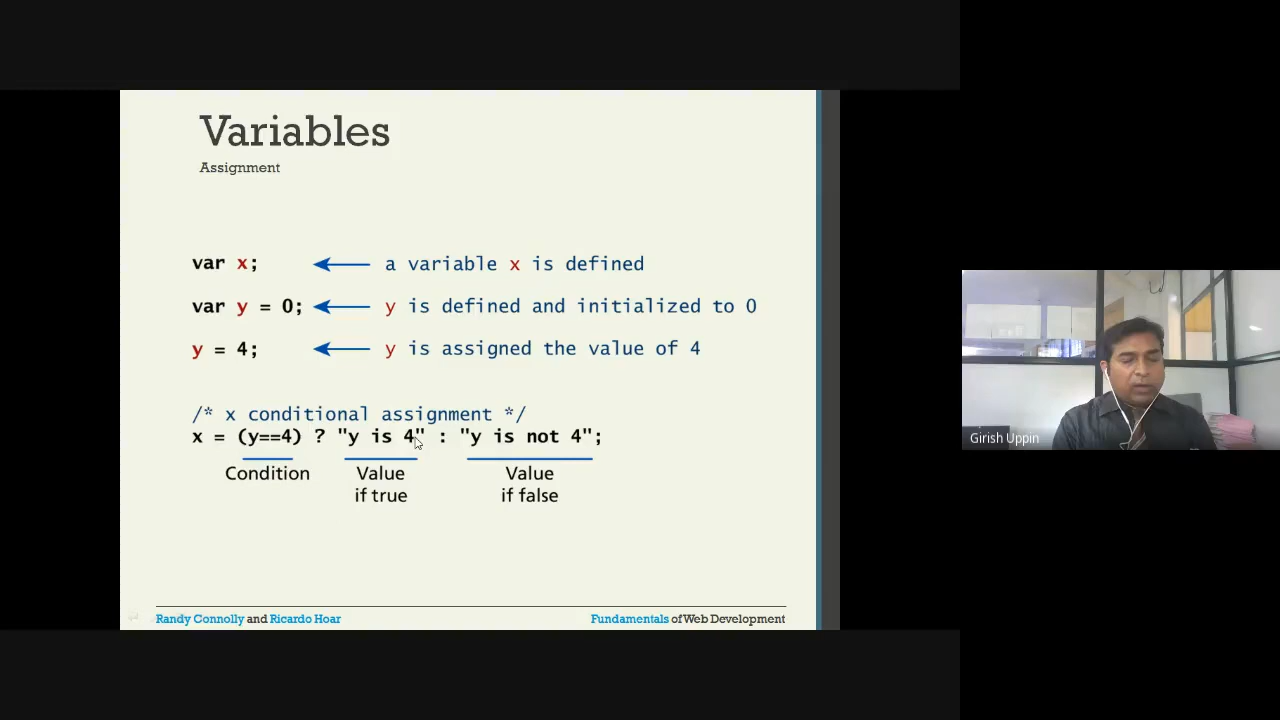 Variables
Assignment
var x; a variable x is defined
var y = 0; y is defined and initialized to 0
y = 4; y is assigned the value of 4
/* x conditional assignment */
x = (y==4) ? "y is 4" : "y is not 4";
Condition Value if true Value if false
Randy Connolly and Ricardo Hoar Fundamentals of Web Development
Girish Uppin